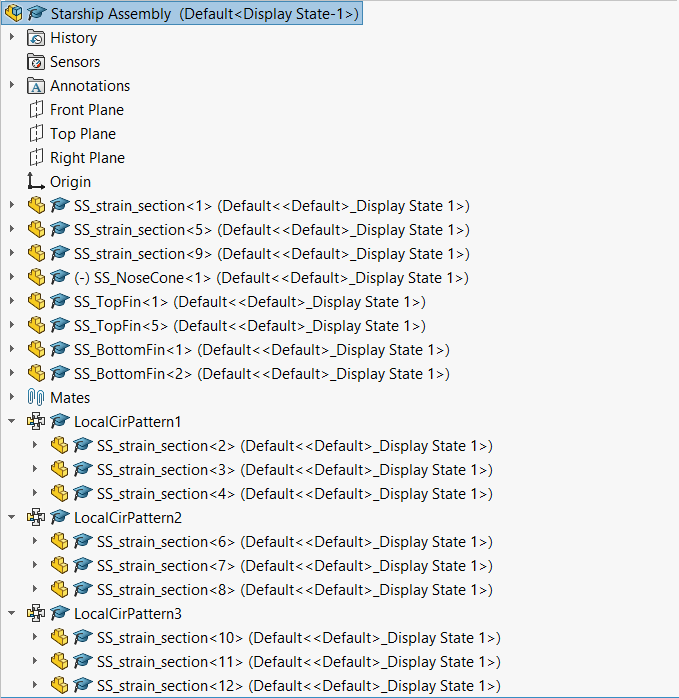 Starship Assembly (Default<Display State-1>)
History
Sensors
Annotations
Front Plane
Top Plane
Right Plane
Origin
SS_strain_section<1> (Default<<Default>_Display State 1>)
SS_strain_section<5> (Default<<Default>_Display State 1>)
SS_strain_section<9> (Default<<Default>_Display State 1>)
(-) SS_NoseCone<1> (Default<<Default>_Display State 1>)
SS_TopFin<1> (Default<<Default>_Display State 1>)
SS_TopFin<5> (Default<<Default>_Display State 1>)
SS_BottomFin<1> (Default<<Default>_Display State 1>)
SS_BottomFin<2> (Default<<Default>_Display State 1>)
Mates
LocalCirPattern1
SS_strain_section<2> (Default<<Default>_Display State 1>)
SS_strain_section<3> (Default<<Default>_Display State 1>)
SS_strain_section<4> (Default<<Default>_Display State 1>)
LocalCirPattern2
SS_strain_section<6> (Default<<Default>_Display State 1>)
SS_strain_section<7> (Default<<Default>_Display State 1>)
SS_strain_section<8> (Default<<Default>_Display State 1>)
LocalCirPattern3
SS_strain_section<10> (Default<<Default>_Display State 1>)
SS_strain_section<11> (Default<<Default>_Display State 1>)
SS_strain_section<12> (Default<<Default>_Display State 1>)